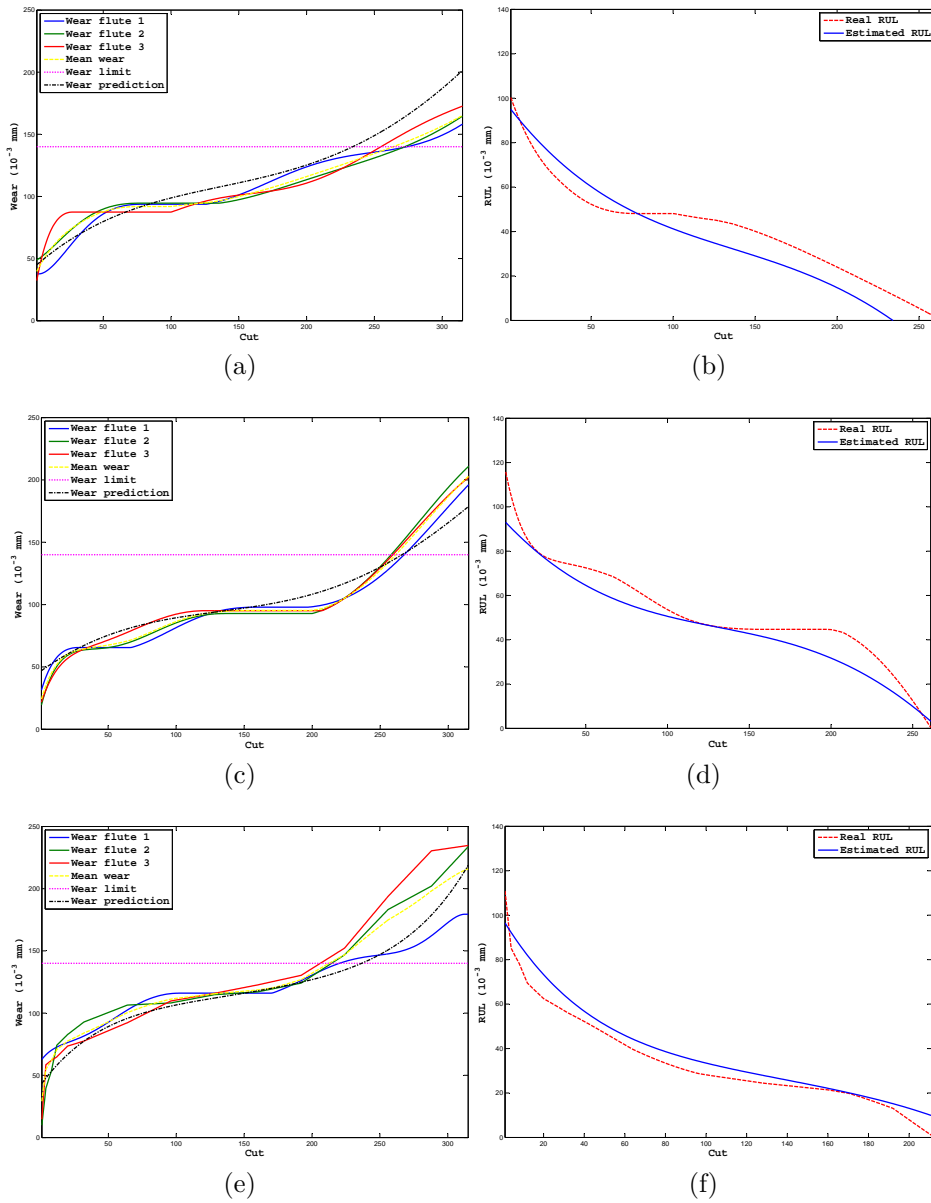 Wear flute 1
Wear flute 2
Wear flute 3
Mean wear
Wear limit
Wear prediction
250
200
150
100
50
0
Wear (10⁻³ mm)
50 100 150 200 250 300
Cut
(a)
Real RUL
Estimated RUL
140
120
100
80
60
40
20
0
RUL (10⁻³ mm)
50 100 150 200 250
Cut
(b)
Wear flute 1
Wear flute 2
Wear flute 3
Mean wear
Wear limit
Wear prediction
250
200
150
100
50
0
Wear (10⁻³ mm)
50 100 150 200 250 300
Cut
(c)
Real RUL
Estimated RUL
140
120
100
80
60
40
20
0
RUL (10⁻³ mm)
50 100 150 200 250
Cut
(d)
Wear flute 1
Wear flute 2
Wear flute 3
Mean wear
Wear limit
Wear prediction
250
200
150
100
50
0
Wear (10⁻³ mm)
50 100 150 200 250 300
Cut
(e)
Real RUL
Estimated RUL
140
120
100
80
60
40
20
0
RUL (10⁻³ mm)
20 40 60 80 100 120 140 160 180 200
Cut
(f)